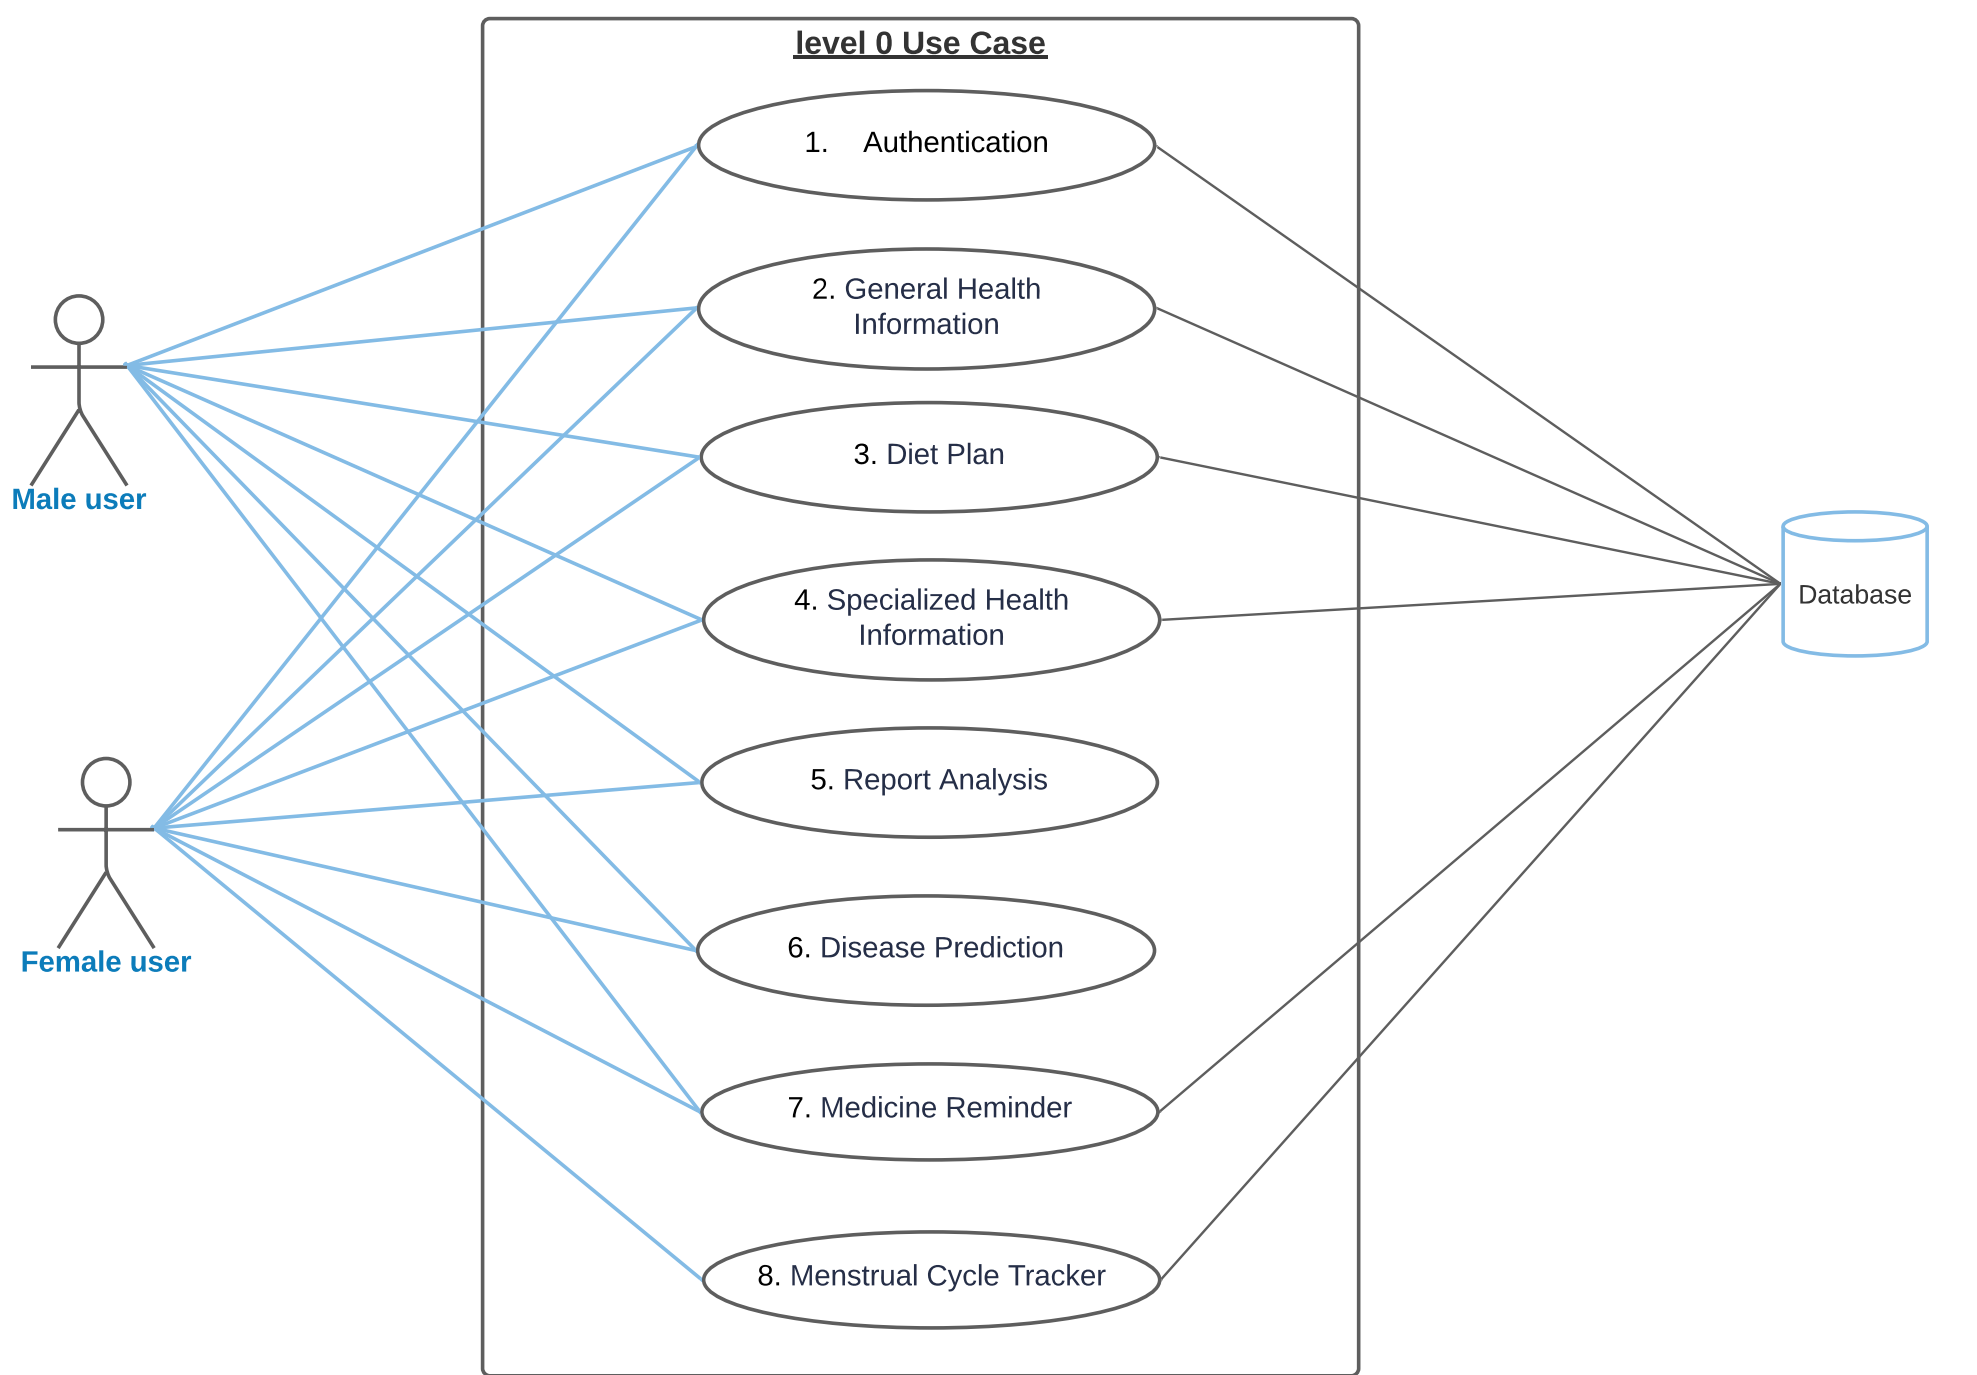 level 0 Use Case
1. Authentication
2. General Health
Information
3. Diet Plan
4. Specialized Health
Information
5. Report Analysis
6. Disease Prediction
7. Medicine Reminder
8. Menstrual Cycle Tracker
Male user
Female user
Database